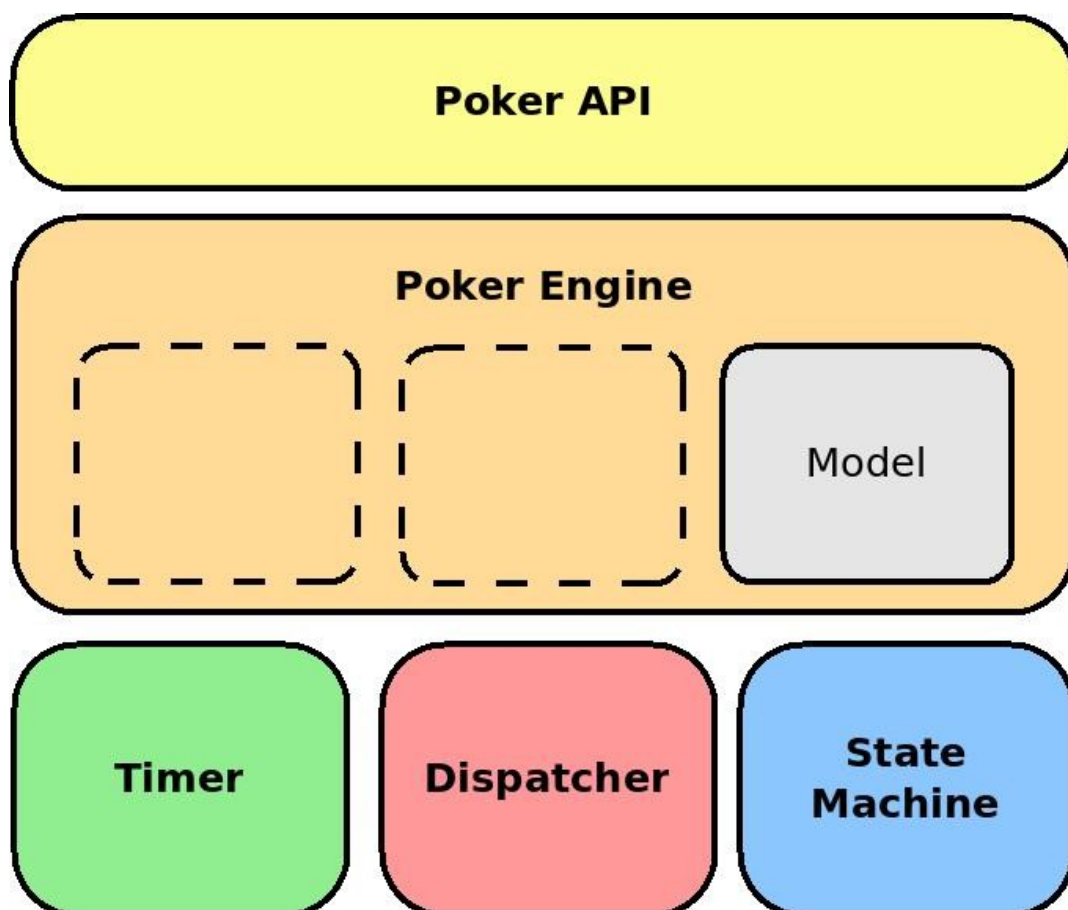 Poker API
Poker Engine
Model
Timer
Dispatcher
State
Machine